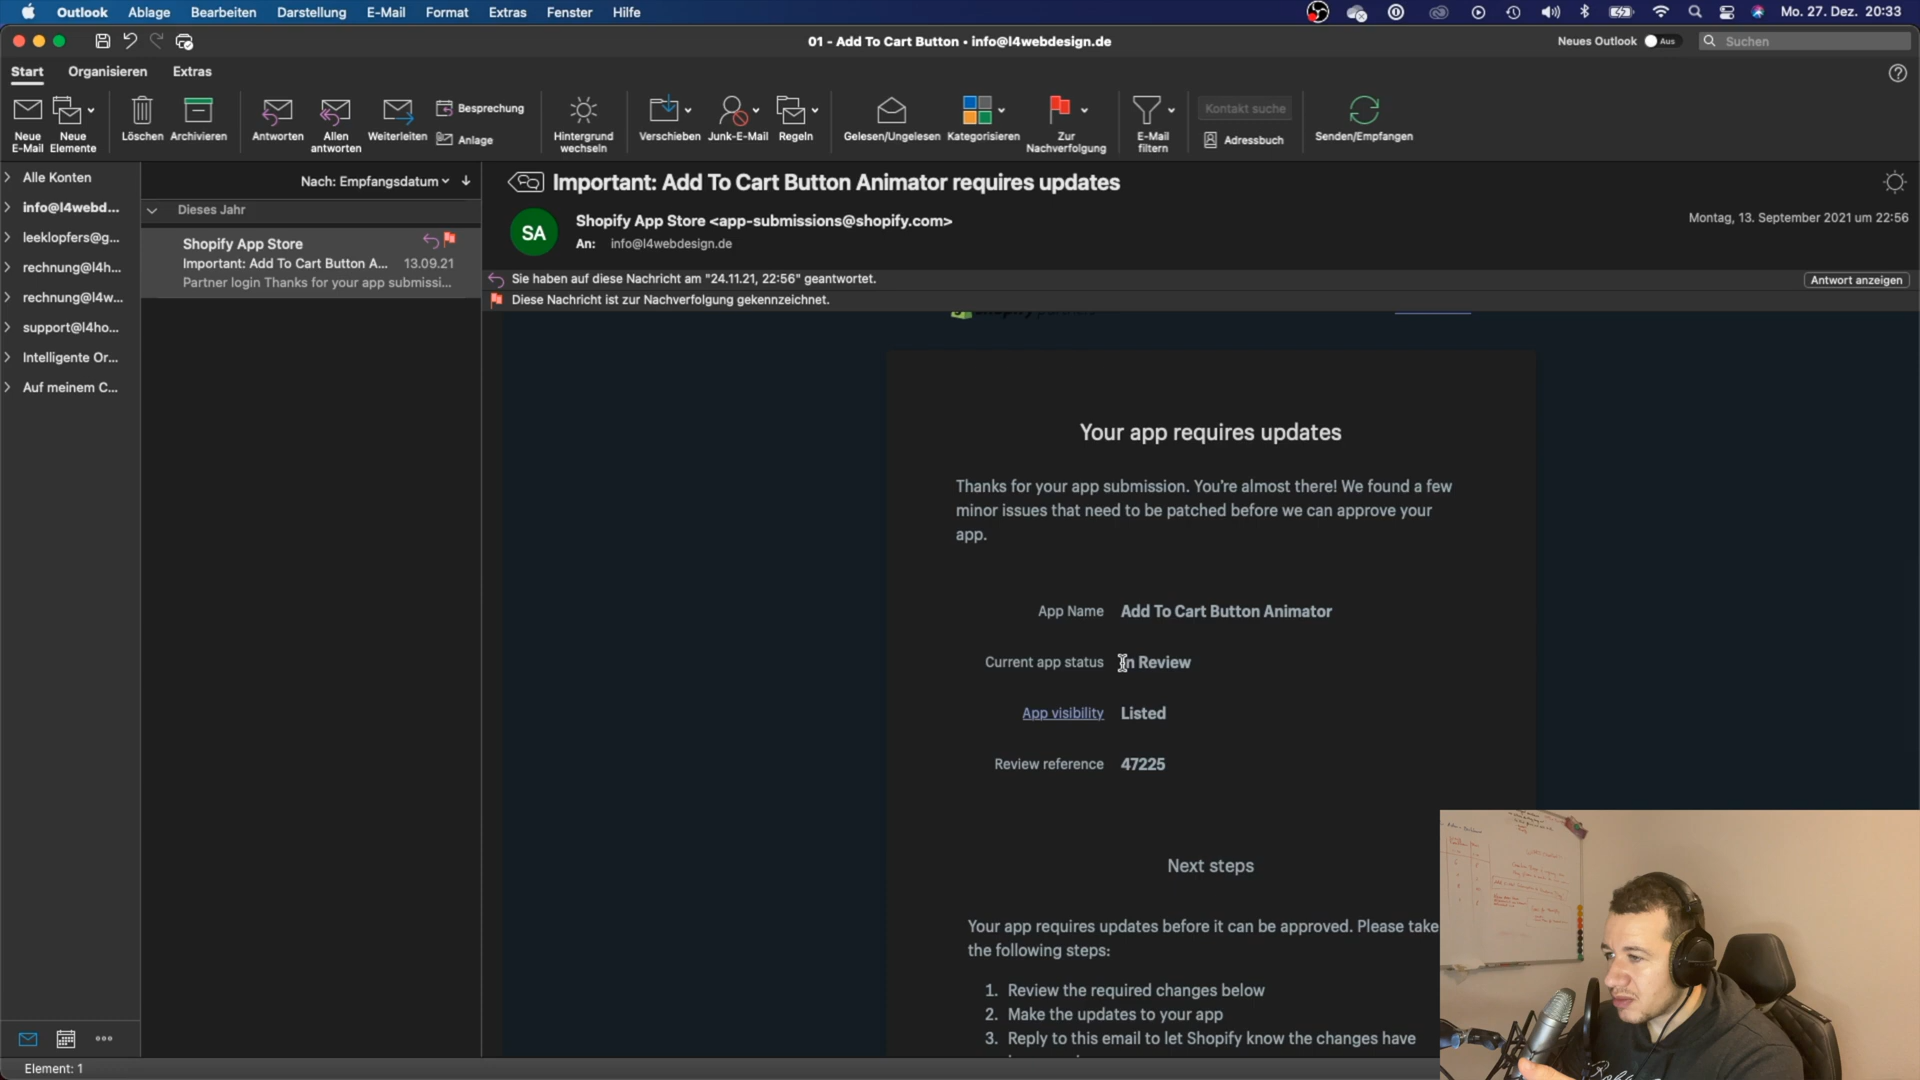 Outlook Ablage Bearbeiten Darstellung E-Mail Format Extras Fenster Hilfe Mo. 27. Dez. 20:33
01 - Add To Cart Button • info@l4webdesign.de
Neues Outlook Aus Suchen
Start Organisieren Extras
Neue E-Mail
Neue Elemente
Löschen
Archivieren
Antworten
Allen antworten
Weiterleiten
Besprechung
Anlage
Hintergrund wechseln
Verschieben
Junk-E-Mail
Regeln
Gelesen/Ungelesen
Kategorisieren
Zur Nachverfolgung
E-Mail filtern
Kontakt suche
Adressbuch
Senden/Empfangen
Alle Konten
info@l4webd...
leeklopfers@g...
rechnung@l4h...
rechnung@l4w...
support@l4ho...
Intelligente Or...
Auf meinem C...
Nach: Empfangsdatum
Dieses Jahr
Shopify App Store
Important: Add To Cart Button A... 13.09.21
Partner login Thanks for your app submissi...
Important: Add To Cart Button Animator requires updates
SA
Shopify App Store <app-submissions@shopify.com>
An: info@l4webdesign.de
Montag, 13. September 2021 um 22:56
Sie haben auf diese Nachricht am "24.11.21, 22:56" geantwortet.
Antwort anzeigen
Diese Nachricht ist zur Nachverfolgung gekennzeichnet.
Your app requires updates
Thanks for your app submission. You're almost there! We found a few
minor issues that need to be patched before we can approve your
app.
App Name Add To Cart Button Animator
Current app status In Review
App visibility Listed
Review reference 47225
Next steps
Your app requires updates before it can be approved. Please take
the following steps:
1. Review the required changes below
2. Make the updates to your app
3. Reply to this email to let Shopify know the changes have
Element: 1